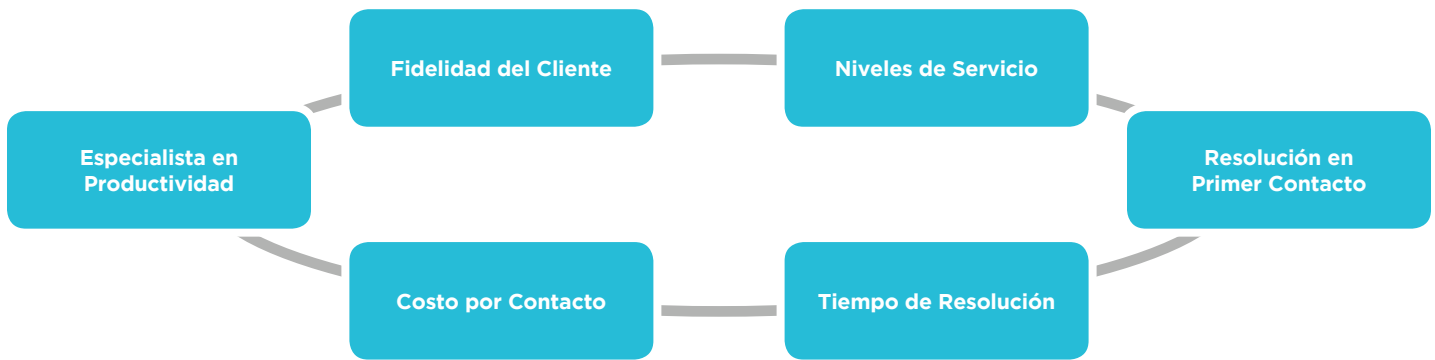 Fidelidad del Cliente
Niveles de Servicio
Especialista en
Productividad
Resolución en
Primer Contacto
Costo por Contacto
Tiempo de Resolución